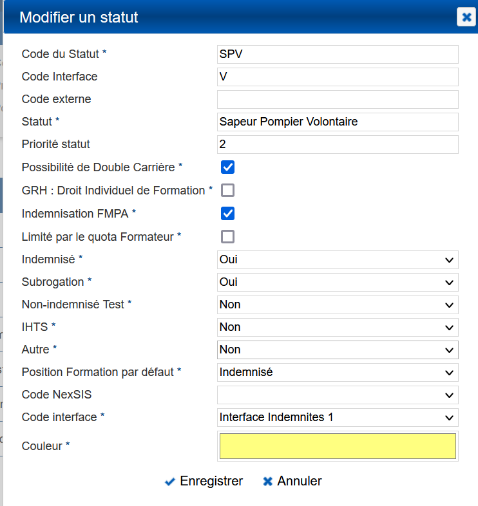 Modifier un statut
Code du Statut * SPV
Code Interface V
Code externe
Statut * Sapeur Pompier Volontaire
Priorité statut 2
Possibilité de Double Carrière *
GRH : Droit Individuel de Formation *
Indemnisation FMPA *
Limité par le quota Formateur *
Indemnisé * Oui
Subrogation * Oui
Non-indemnisé Test * Non
IHTS * Non
Autre * Non
Position Formation par défaut * Indemnisé
Code NexSIS
Code interface * Interface Indemnites 1
Couleur *
Enregistrer Annuler